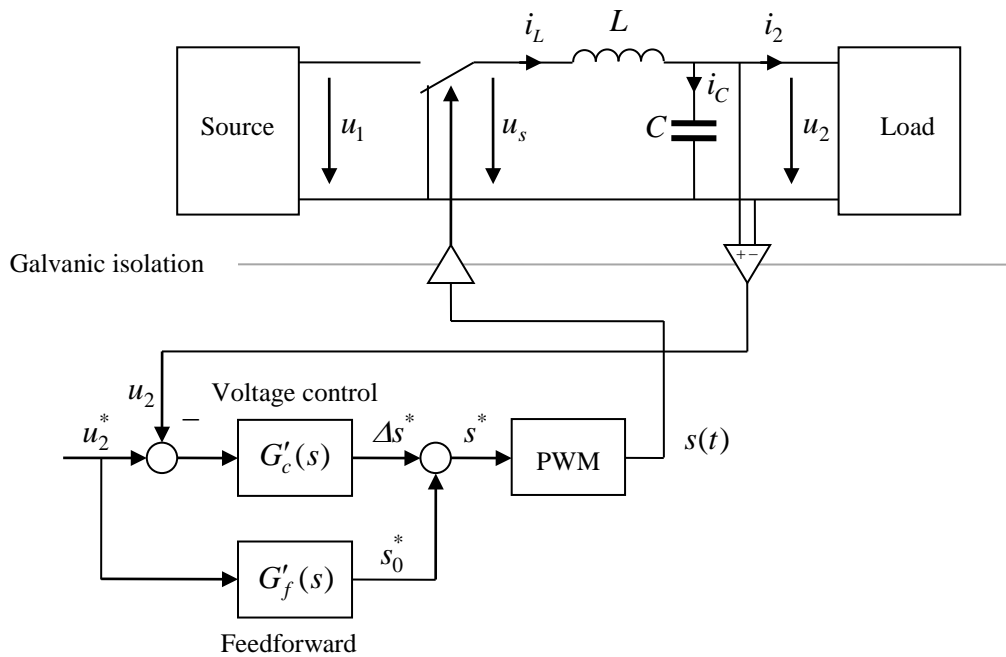 i_L L i_2
Source u_1 u_s i_C C u_2 Load
Galvanic isolation
+ −
u_2 Voltage control
u_2^* − G'_c(s) Δs^* s^* PWM s(t)
G'_f(s) s_0^*
Feedforward